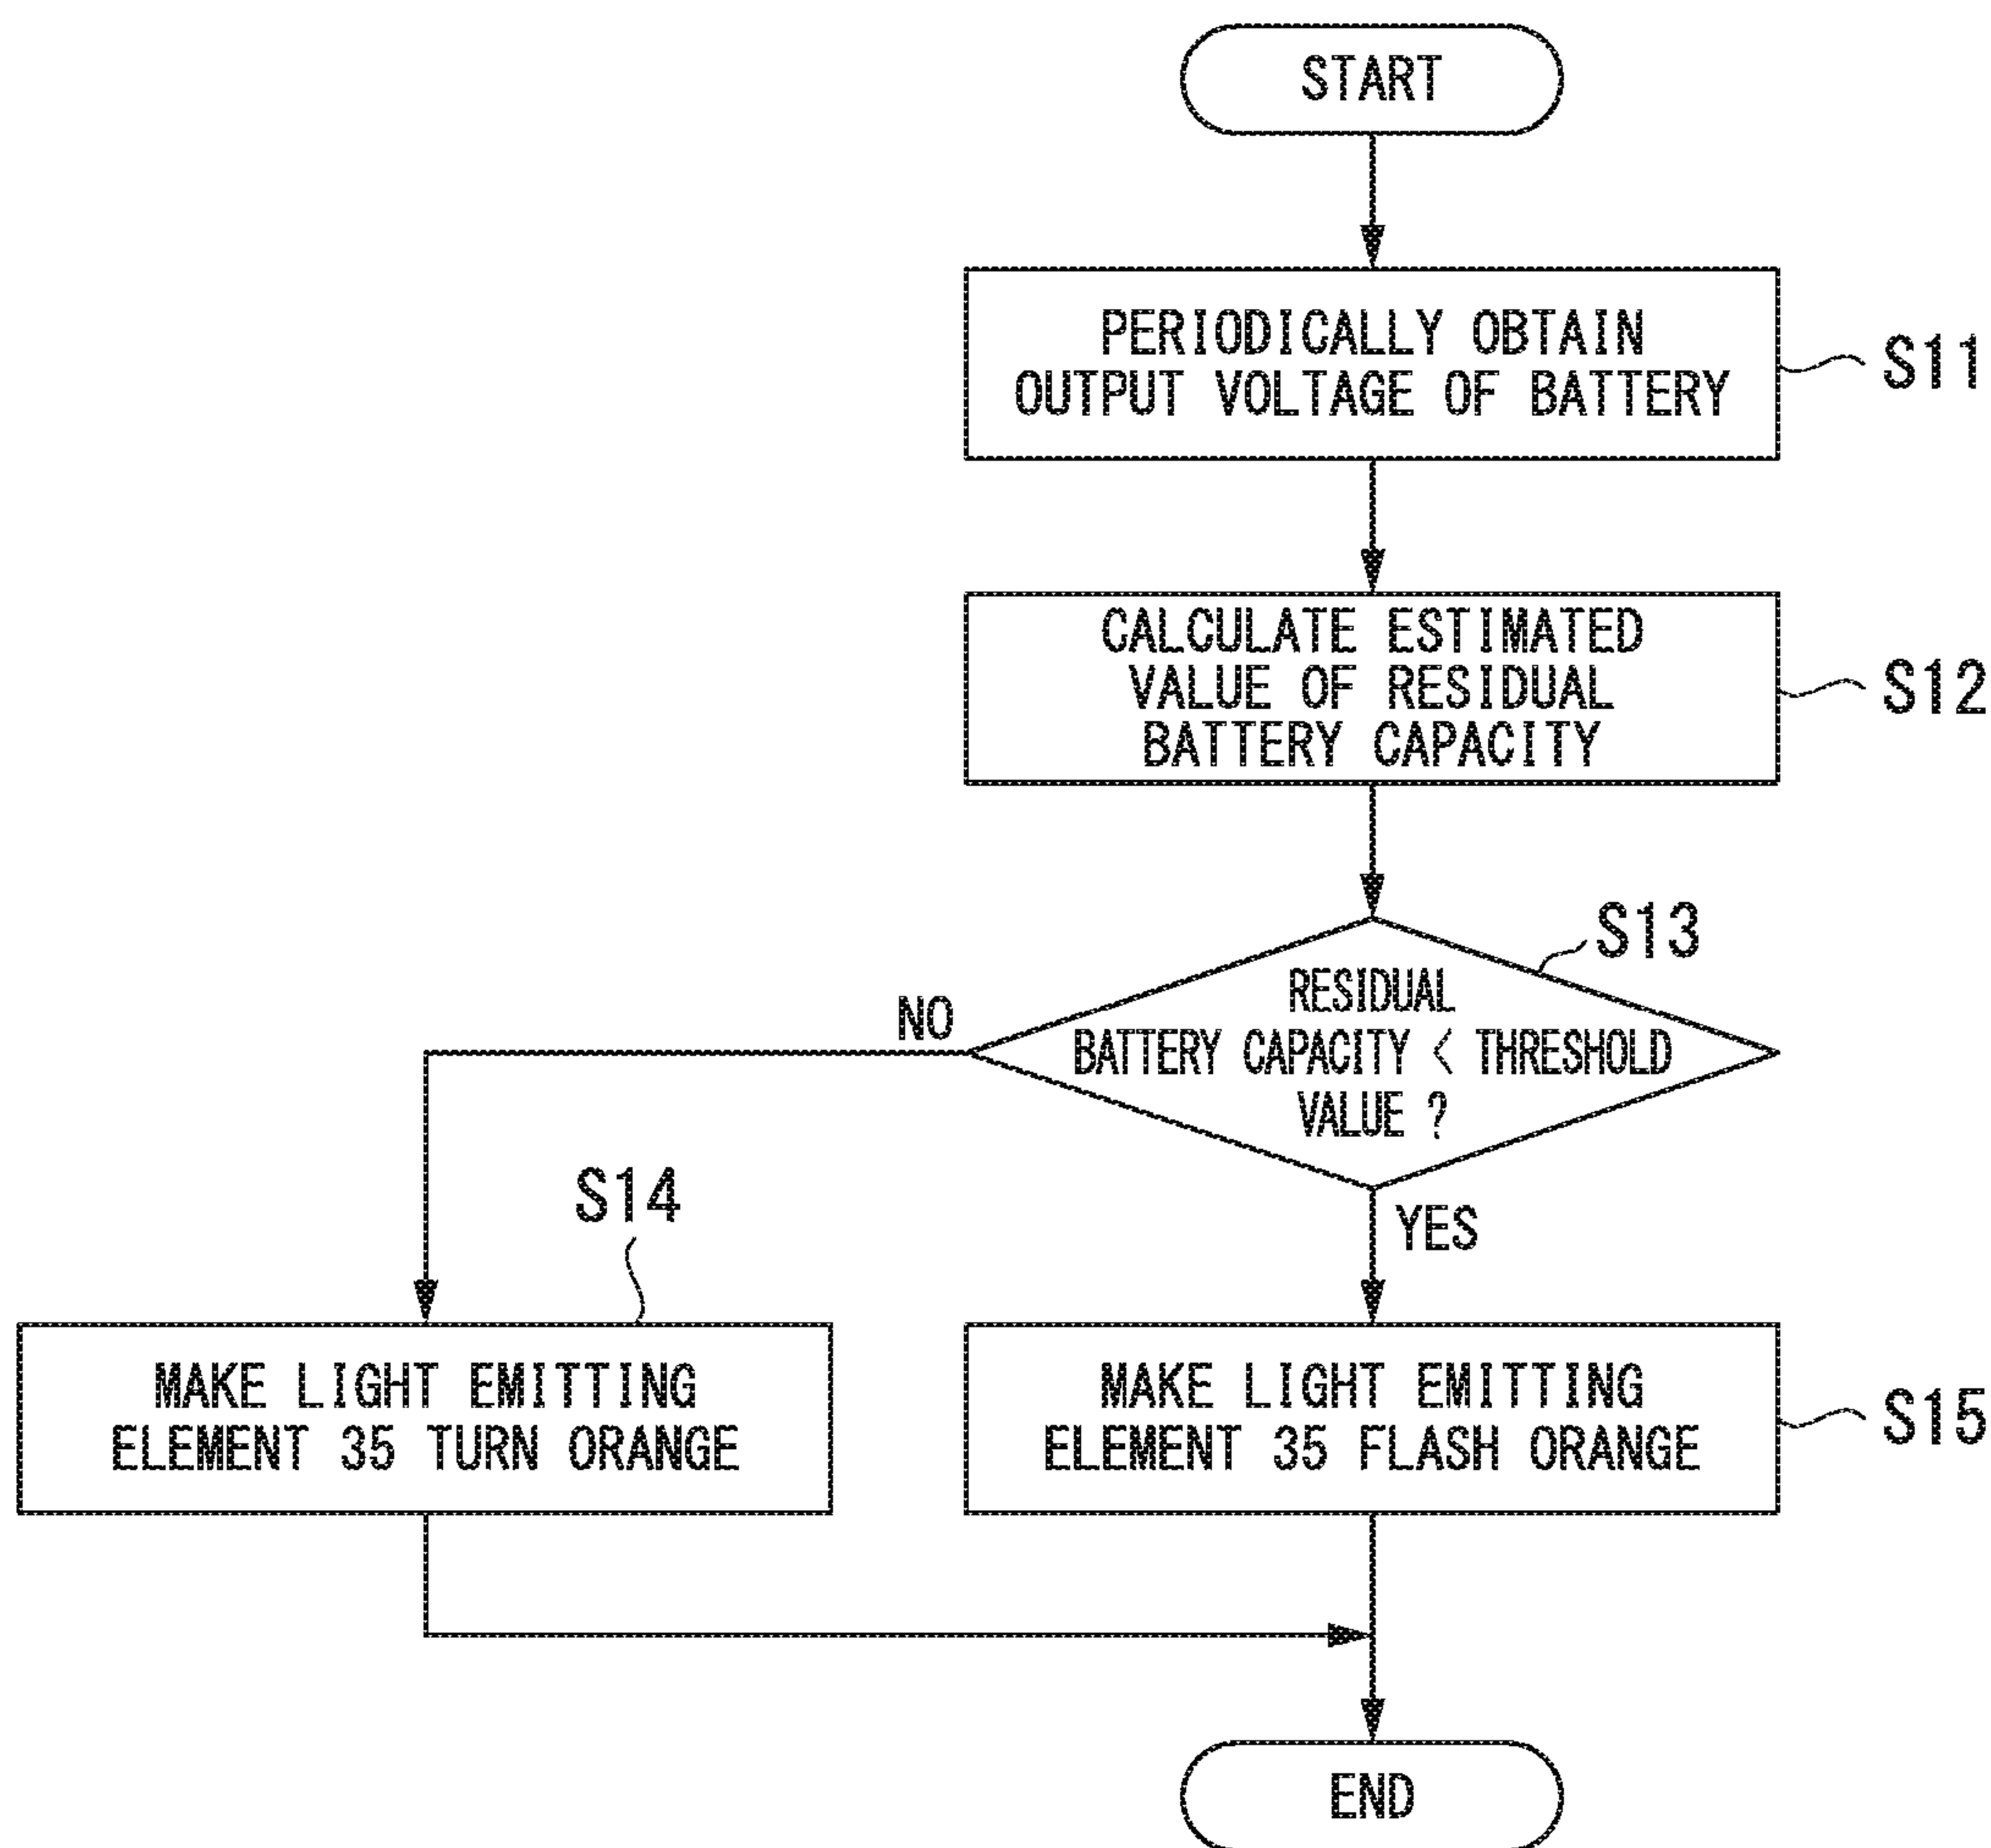 START
PERIODICALLY OBTAIN
OUTPUT VOLTAGE OF BATTERY
S11
CALCULATE ESTIMATED
VALUE OF RESIDUAL
BATTERY CAPACITY
S12
S13
RESIDUAL
BATTERY CAPACITY < THRESHOLD
VALUE ?
NO
YES
S14
MAKE LIGHT EMITTING
ELEMENT 35 TURN ORANGE
MAKE LIGHT EMITTING
ELEMENT 35 FLASH ORANGE
S15
END